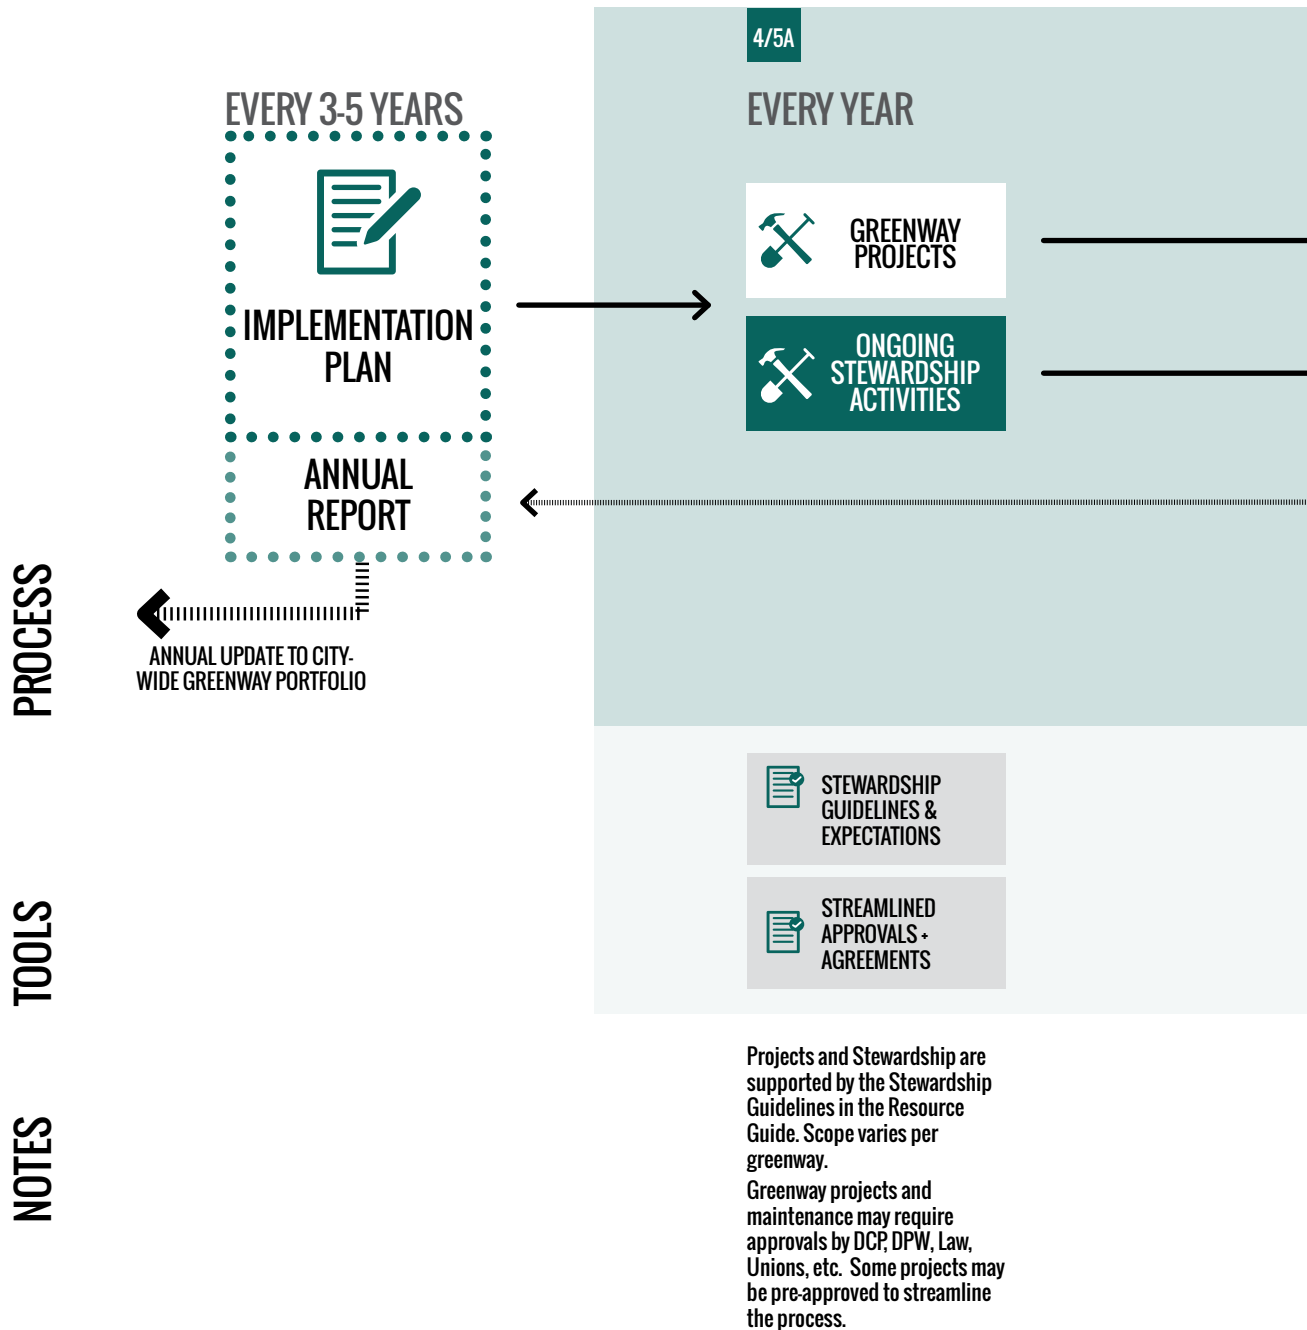 4/5A
EVERY 3-5 YEARS
EVERY YEAR
IMPLEMENTATION
PLAN
GREENWAY
PROJECTS
ONGOING
STEWARDSHIP
ACTIVITIES
ANNUAL
REPORT
ANNUAL UPDATE TO CITY-
WIDE GREENWAY PORTFOLIO
PROCESS
STEWARDSHIP
GUIDELINES &
EXPECTATIONS
STREAMLINED
APPROVALS +
AGREEMENTS
TOOLS
Projects and Stewardship are
supported by the Stewardship
Guidelines in the Resource
Guide. Scope varies per
greenway.
Greenway projects and
maintenance may require
approvals by DCP, DPW, Law,
Unions, etc.  Some projects may
be pre-approved to streamline
the process.
NOTES